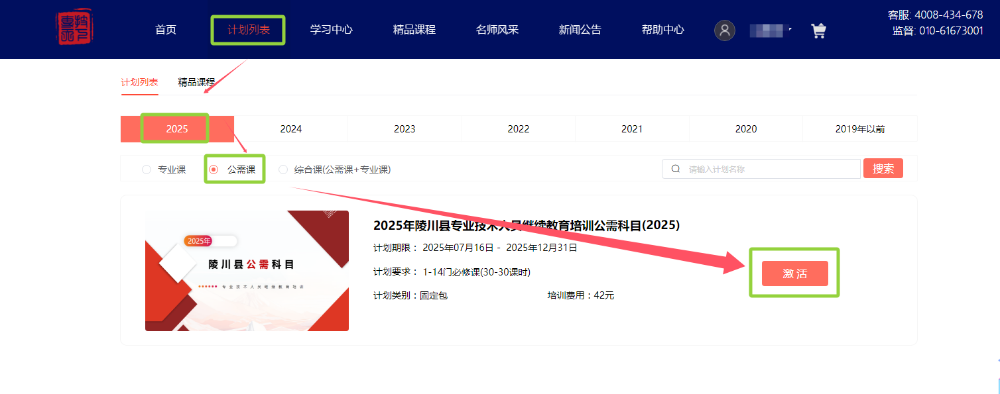 首页 计划列表 学习中心 精品课程 名师风采 新闻公告 帮助中心
客服: 4008-434-678
监督: 010-61673001
计划列表 精品课程
2025 2024 2023 2022 2021 2020 2019年以前
专业课 公需课 综合课(公需课+专业课) 请输入计划名称 搜索
2025年
陵川县公需科目
专业技术人员继续教育培训
2025年陵川县专业技术人员继续教育培训公需科目(2025)
计划期限： 2025年07月16日 - 2025年12月31日
计划要求： 1-14门必修课(30-30课时)
计划类别：固定包 培训费用：42元
激 活